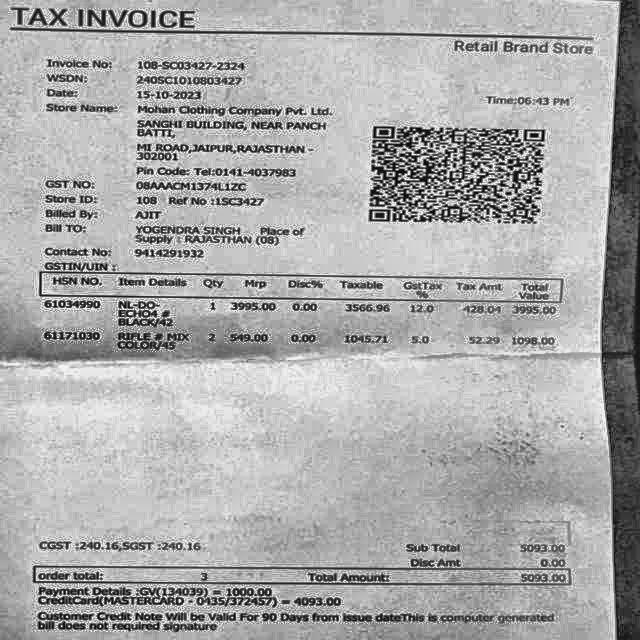 TAX INVOICE
Retail Brand Store
Invoice No: 108-SC03427-2324
WSDN: 240SC1010803427
Date: 15-10-2023 Time:06:43 PM
Store Name: Mohan Clothing Company Pvt. Ltd.
SANGHI BUILDING, NEAR PANCH
BATTI,
MI ROAD,JAIPUR,RAJASTHAN -
302001
Pin Code: Tel:0141-4037983
GST NO: 08AAACM1374L1ZC
Store ID: 108 Ref No :1SC3427
Billed By: AJIT
Bill TO: YOGENDRA SINGH Place of
Supply : RAJASTHAN (08)
Contact No: 9414291932
GSTIN/UIN :
HSN NO. Item Details Qty Mrp Disc% Taxable GstTax Tax Amt Total
% Value
61034990 NL-DO- 1 3995.00 0.00 3566.96 12.0 428.04 3995.00
ECHO4 #
BLACK/42
61171030 RIFLE # MIX 2 549.00 0.00 1045.71 5.0 52.29 1098.00
COLOR/45
CGST :240.16,SGST :240.16 Sub Total 5093.00
Disc Amt 0.00
order total: 3 Total Amount: 5093.00
Payment Details :GV(134039) = 1000.00
CreditCard(MASTERCARD - 0435/372457) = 4093.00
Customer Credit Note Will be Valid For 90 Days from issue dateThis is computer generated
bill does not required signature